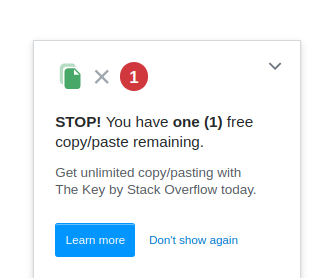 1
STOP! You have one (1) free
copy/paste remaining.
Get unlimited copy/pasting with
The Key by Stack Overflow today.
Learn more
Don't show again